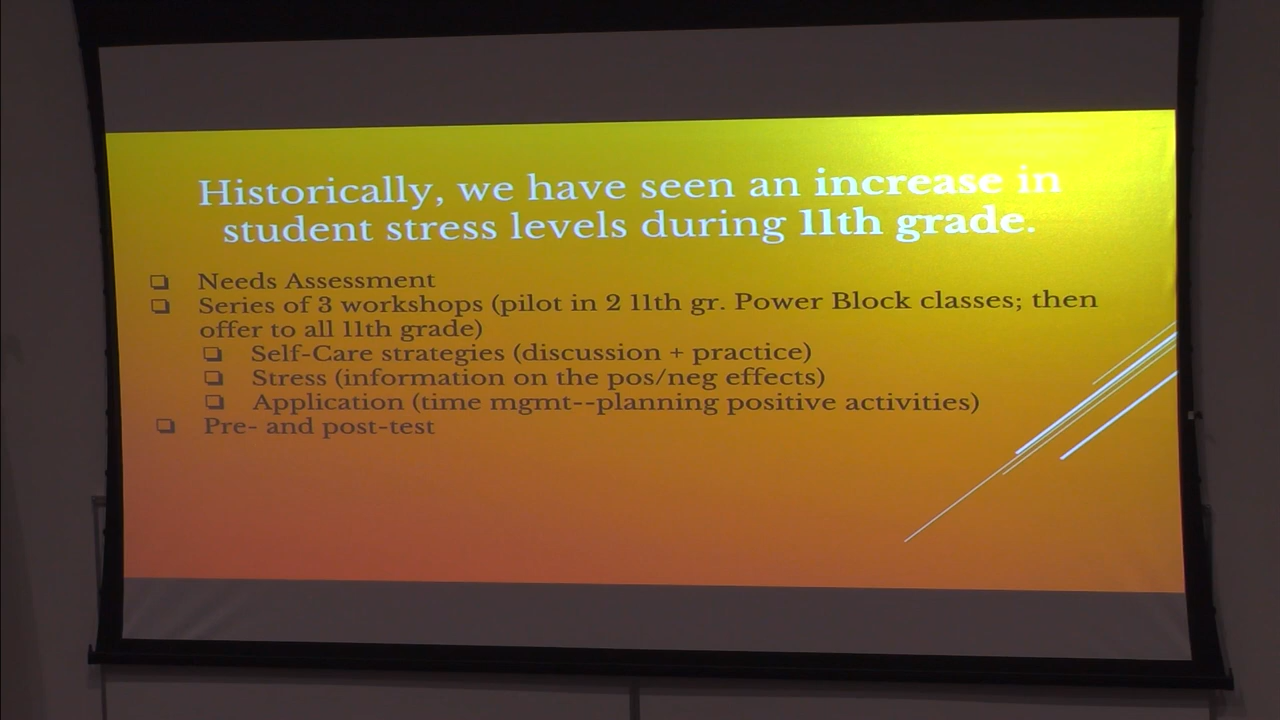 Historically, we have seen an increase in
student stress levels during 11th grade.
❏ Needs Assessment
❏ Series of 3 workshops (pilot in 2 11th gr. Power Block classes; then
offer to all 11th grade)
❏ Self-Care strategies (discussion + practice)
❏ Stress (information on the pos/neg effects)
❏ Application (time mgmt--planning positive activities)
❏ Pre- and post-test